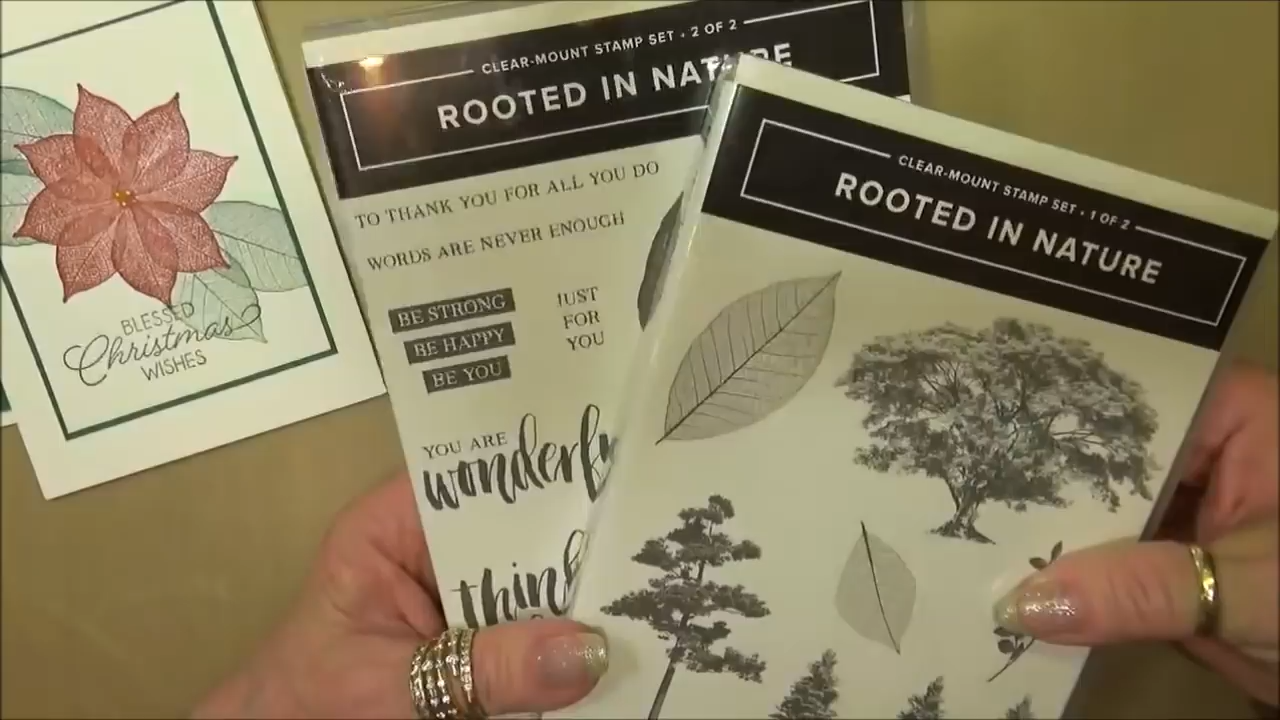 BLESSED
Christmas
WISHES
CLEAR-MOUNT STAMP SET • 2 OF 2
ROOTED IN NATURE
TO THANK YOU FOR ALL YOU DO
WORDS ARE NEVER ENOUGH
BE STRONG
BE HAPPY
BE YOU
JUST
FOR
YOU
YOU ARE
wonderfu
thin
CLEAR-MOUNT STAMP SET • 1 OF 2
ROOTED IN NATURE